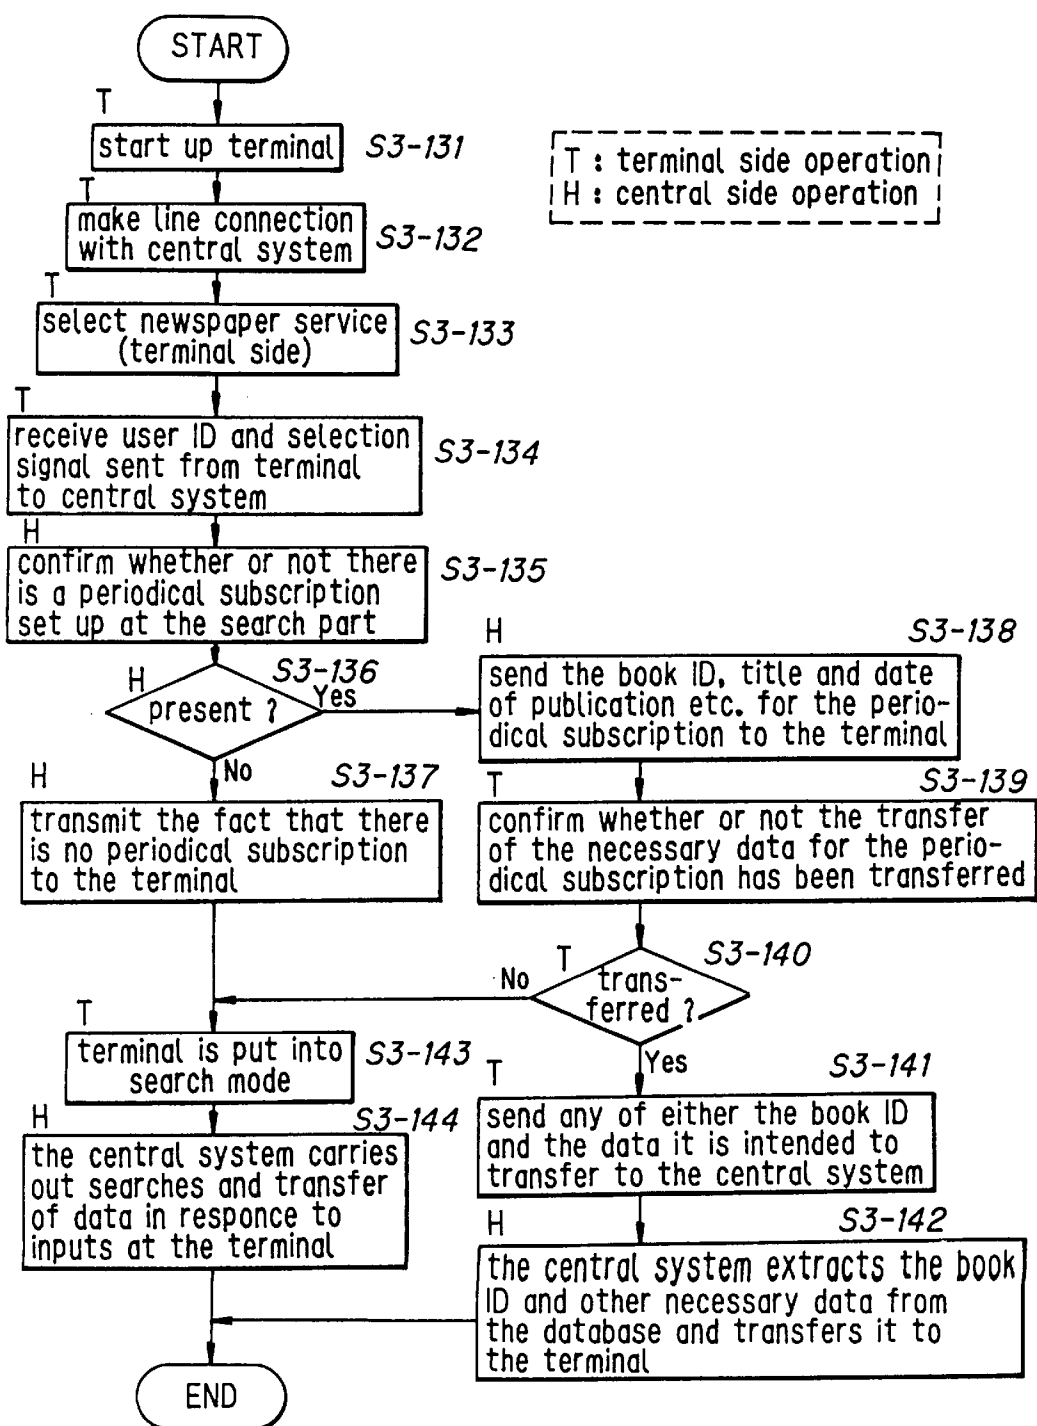 START
T
start up terminal
S3-131
T : terminal side operation
H : central side operation
T
make line connection
with central system
S3-132
T
select newspaper service
(terminal side)
S3-133
T
receive user ID and selection
signal sent from terminal
to central system
S3-134
H
confirm whether or not there
is a periodical subscription
set up at the search part
S3-135
H
present ?
S3-136
Yes
No
H
S3-138
send the book ID, title and date
of publication etc. for the perio-
dical subscription to the terminal
H
S3-137
transmit the fact that there
is no periodical subscription
to the terminal
T
S3-139
confirm whether or not the transfer
of the necessary data for the perio-
dical subscription has been transferred
T
S3-140
trans-
ferred ?
No
Yes
T
terminal is put into
search mode
S3-143
T
S3-141
send any of either the book ID
and the data it is intended to
transfer to the central system
H
S3-144
the central system carries
out searches and transfer
of data in responce to
inputs at the terminal
H
S3-142
the central system extracts the book
ID and other necessary data from
the database and transfers it to
the terminal
END